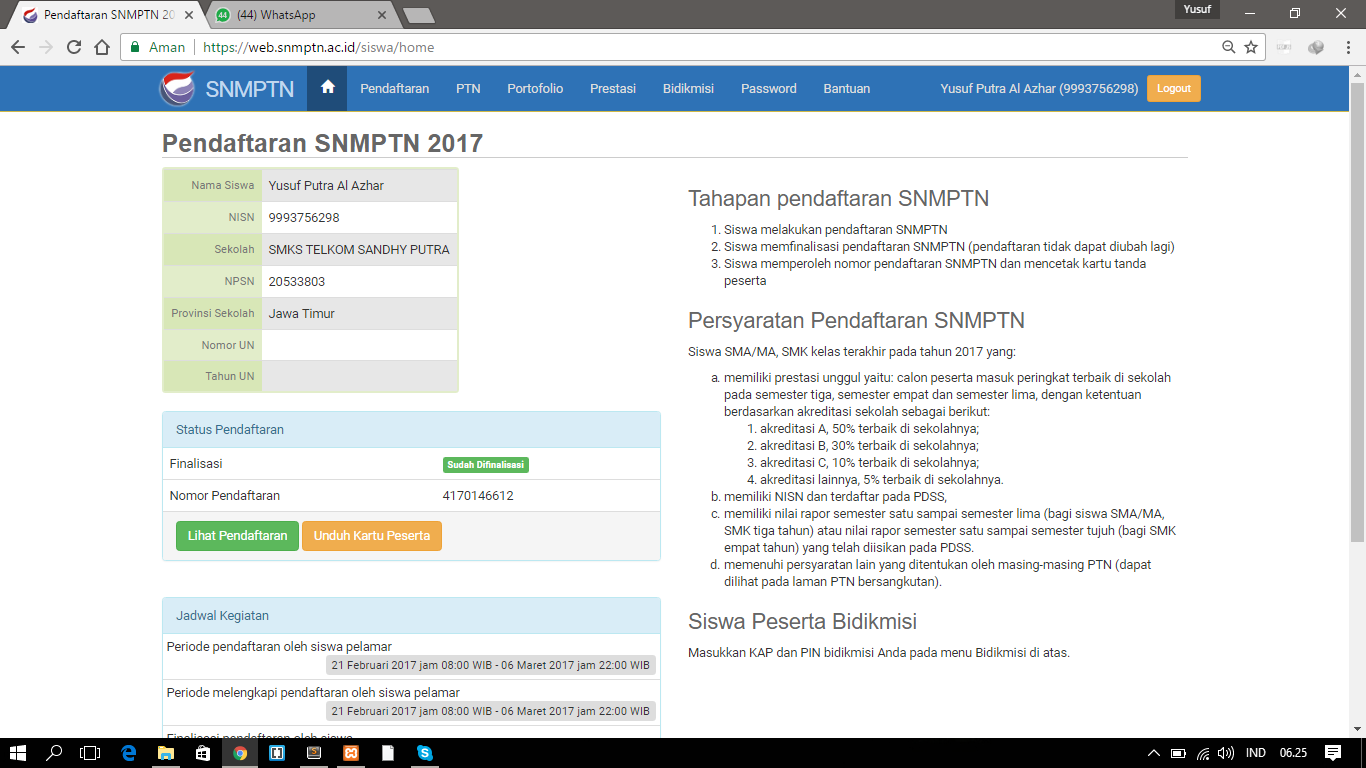 Pendaftaran SNMPTN 20
(44) WhatsApp
Yusuf
Aman
https://web.snmptn.ac.id/siswa/home
SNMPTN
Pendaftaran
PTN
Portofolio
Prestasi
Bidikmisi
Password
Bantuan
Yusuf Putra Al Azhar (9993756298)
Logout
Pendaftaran SNMPTN 2017
Nama Siswa Yusuf Putra Al Azhar
NISN 9993756298
Sekolah SMKS TELKOM SANDHY PUTRA
NPSN 20533803
Provinsi Sekolah Jawa Timur
Nomor UN
Tahun UN
Status Pendaftaran
Finalisasi Sudah Difinalisasi
Nomor Pendaftaran 4170146612
Lihat Pendaftaran Unduh Kartu Peserta
Jadwal Kegiatan
Periode pendaftaran oleh siswa pelamar
21 Februari 2017 jam 08:00 WIB - 06 Maret 2017 jam 22:00 WIB
Periode melengkapi pendaftaran oleh siswa pelamar
21 Februari 2017 jam 08:00 WIB - 06 Maret 2017 jam 22:00 WIB
Finalisasi pendaftaran oleh siswa
Tahapan pendaftaran SNMPTN
1. Siswa melakukan pendaftaran SNMPTN
2. Siswa memfinalisasi pendaftaran SNMPTN (pendaftaran tidak dapat diubah lagi)
3. Siswa memperoleh nomor pendaftaran SNMPTN dan mencetak kartu tanda
peserta
Persyaratan Pendaftaran SNMPTN
Siswa SMA/MA, SMK kelas terakhir pada tahun 2017 yang:
a. memiliki prestasi unggul yaitu: calon peserta masuk peringkat terbaik di sekolah
pada semester tiga, semester empat dan semester lima, dengan ketentuan
berdasarkan akreditasi sekolah sebagai berikut:
1. akreditasi A, 50% terbaik di sekolahnya;
2. akreditasi B, 30% terbaik di sekolahnya;
3. akreditasi C, 10% terbaik di sekolahnya;
4. akreditasi lainnya, 5% terbaik di sekolahnya.
b. memiliki NISN dan terdaftar pada PDSS,
c. memiliki nilai rapor semester satu sampai semester lima (bagi siswa SMA/MA,
SMK tiga tahun) atau nilai rapor semester satu sampai semester tujuh (bagi SMK
empat tahun) yang telah diisikan pada PDSS.
d. memenuhi persyaratan lain yang ditentukan oleh masing-masing PTN (dapat
dilihat pada laman PTN bersangkutan).
Siswa Peserta Bidikmisi
Masukkan KAP dan PIN bidikmisi Anda pada menu Bidikmisi di atas.
IND
06.25